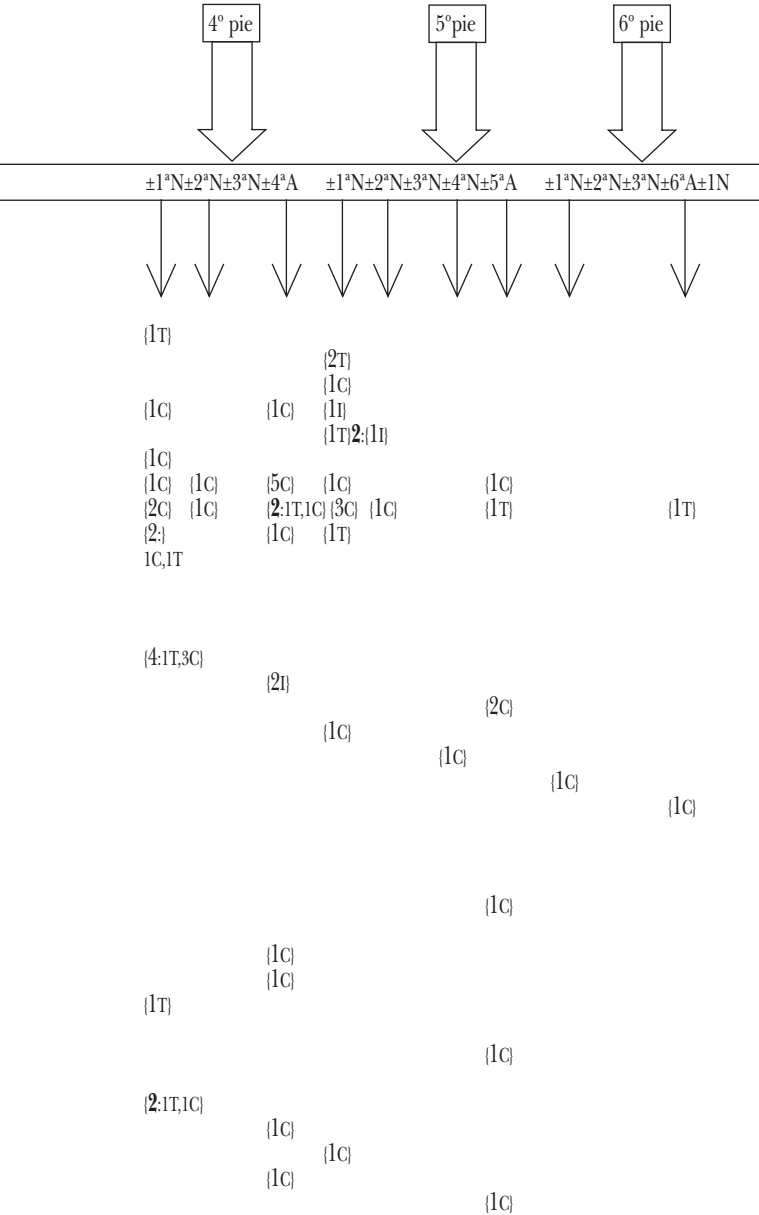 4º pie 5ºpie 6º pie
±1ªN±2ªN±3ªN±4ªA ±1ªN±2ªN±3ªN±4ªN±5ªA ±1ªN±2ªN±3ªN±6ªA±1N
{1T}
{2T}
{1C}
{1C} {1C} {1I}
{1T}2:{1I}
{1C}
{1C} {1C} {5C} {1C} {1C}
{2C} {1C} {2:1T,1C} {3C} {1C} {1T} {1T}
{2:} {1C} {1T}
1C,1T
{4:1T,3C}
{2I}
{2C}
{1C}
{1C}
{1C}
{1C}
{1C}
{1C}
{1C}
{1T}
{1C}
{2:1T,1C}
{1C}
{1C}
{1C}
{1C}